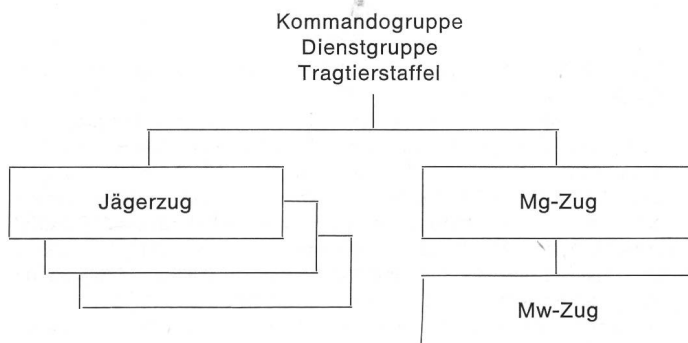 Kommandogruppe
Dienstgruppe
Tragtierstaffel
Jägerzug
Mg-Zug
Mw-Zug